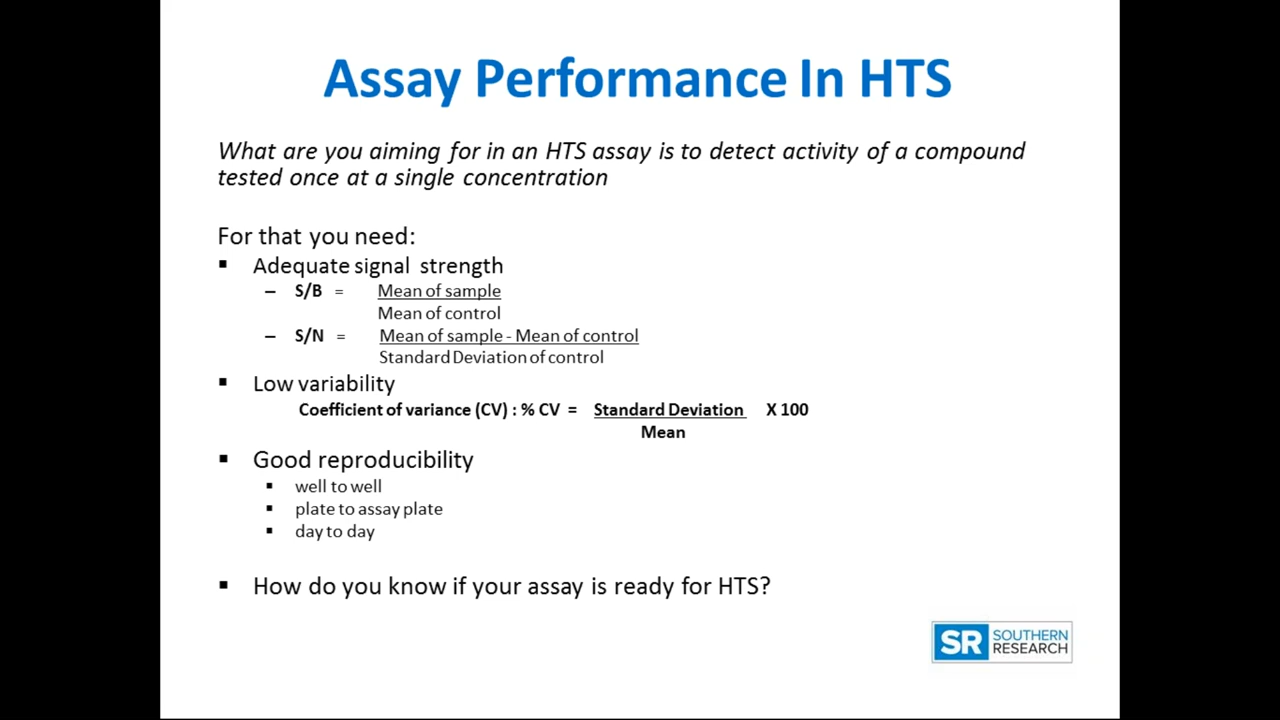 Assay Performance In HTS
What are you aiming for in an HTS assay is to detect activity of a compound
tested once at a single concentration
For that you need:
▪ Adequate signal strength
– S/B = Mean of sample
Mean of control
– S/N = Mean of sample - Mean of control
Standard Deviation of control
▪ Low variability
Coefficient of variance (CV) : % CV = Standard Deviation X 100
Mean
▪ Good reproducibility
▪ well to well
▪ plate to assay plate
▪ day to day
▪ How do you know if your assay is ready for HTS?
SR SOUTHERN
RESEARCH